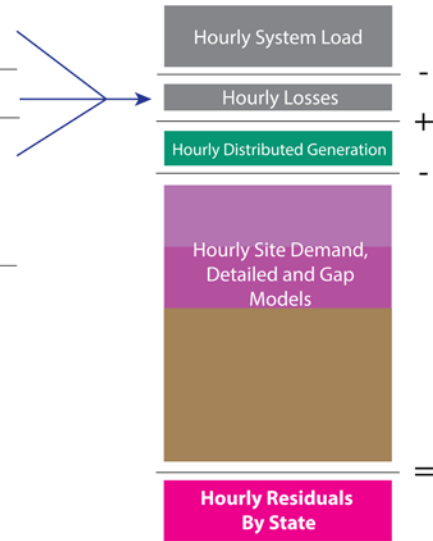 Hourly System Load
-
Hourly Losses
+
Hourly Distributed Generation
-
Hourly Site Demand,
Detailed and Gap
Models
=
Hourly Residuals
By State